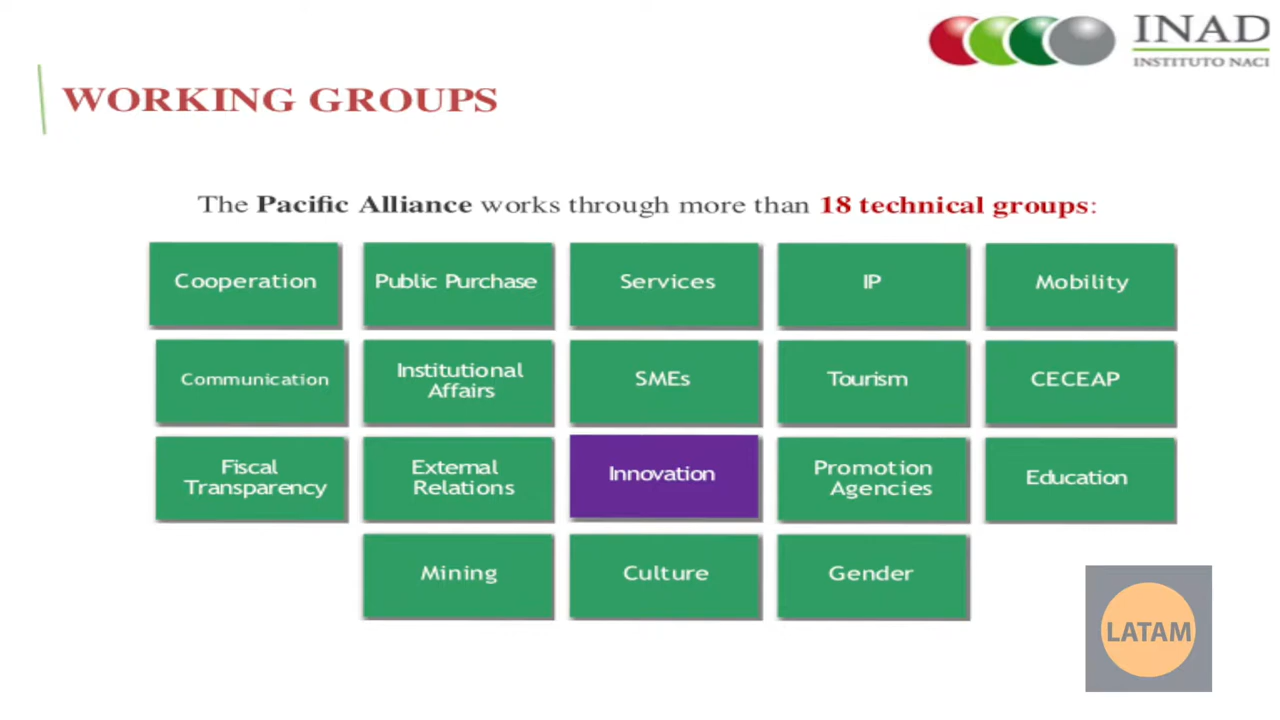 INAD
INSTITUTO NACI
WORKING GROUPS
The Pacific Alliance works through more than 18 technical groups:
Cooperation
Public Purchase
Services
IP
Mobility
Communication
Institutional
Affairs
SMEs
Tourism
CECEAP
Fiscal
Transparency
External
Relations
Innovation
Promotion
Agencies
Education
Mining
Culture
Gender
LATAM